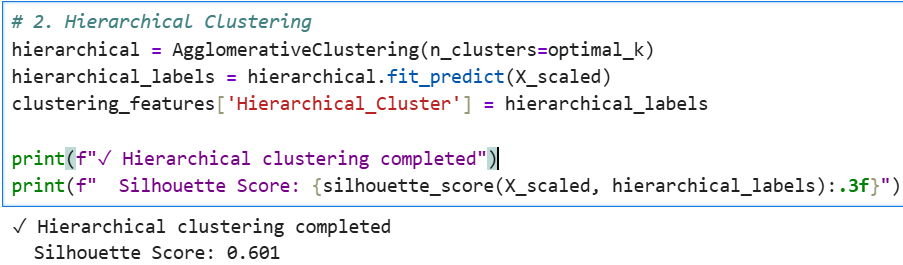 # 2. Hierarchical Clustering
hierarchical = AgglomerativeClustering(n_clusters=optimal_k)
hierarchical_labels = hierarchical.fit_predict(X_scaled)
clustering_features['Hierarchical_Cluster'] = hierarchical_labels
print(f"✓ Hierarchical clustering completed")
print(f"  Silhouette Score: {silhouette_score(X_scaled, hierarchical_labels):.3f}")
✓ Hierarchical clustering completed
  Silhouette Score: 0.601